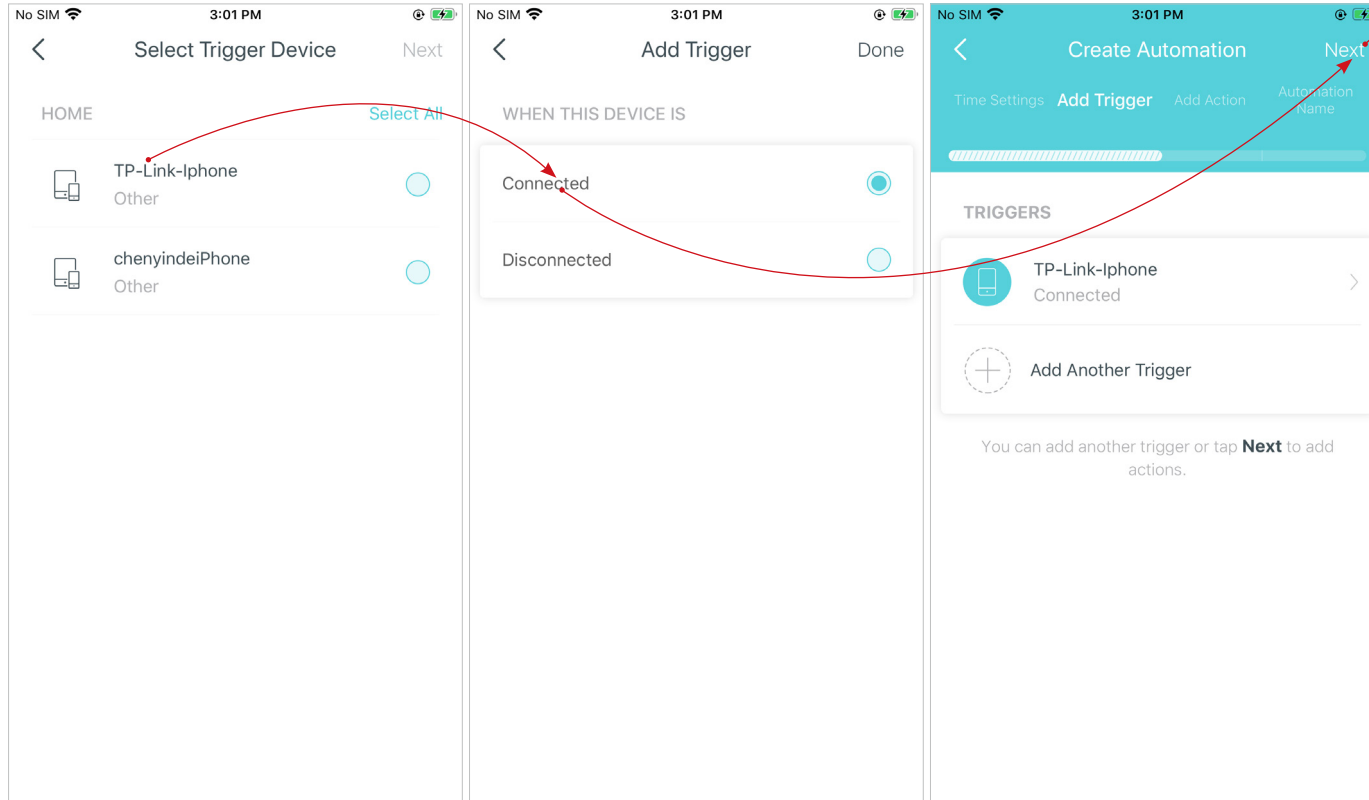 No SIM 3:01 PM
Select Trigger Device Next
HOME Select All
TP-Link-Iphone
Other
chenyindeiPhone
Other
No SIM 3:01 PM
Add Trigger Done
WHEN THIS DEVICE IS
Connected
Disconnected
No SIM 3:01 PM
Create Automation Next
Time Settings Add Trigger Add Action Automation
Name
TRIGGERS
TP-Link-Iphone
Connected
Add Another Trigger
You can add another trigger or tap Next to add
actions.